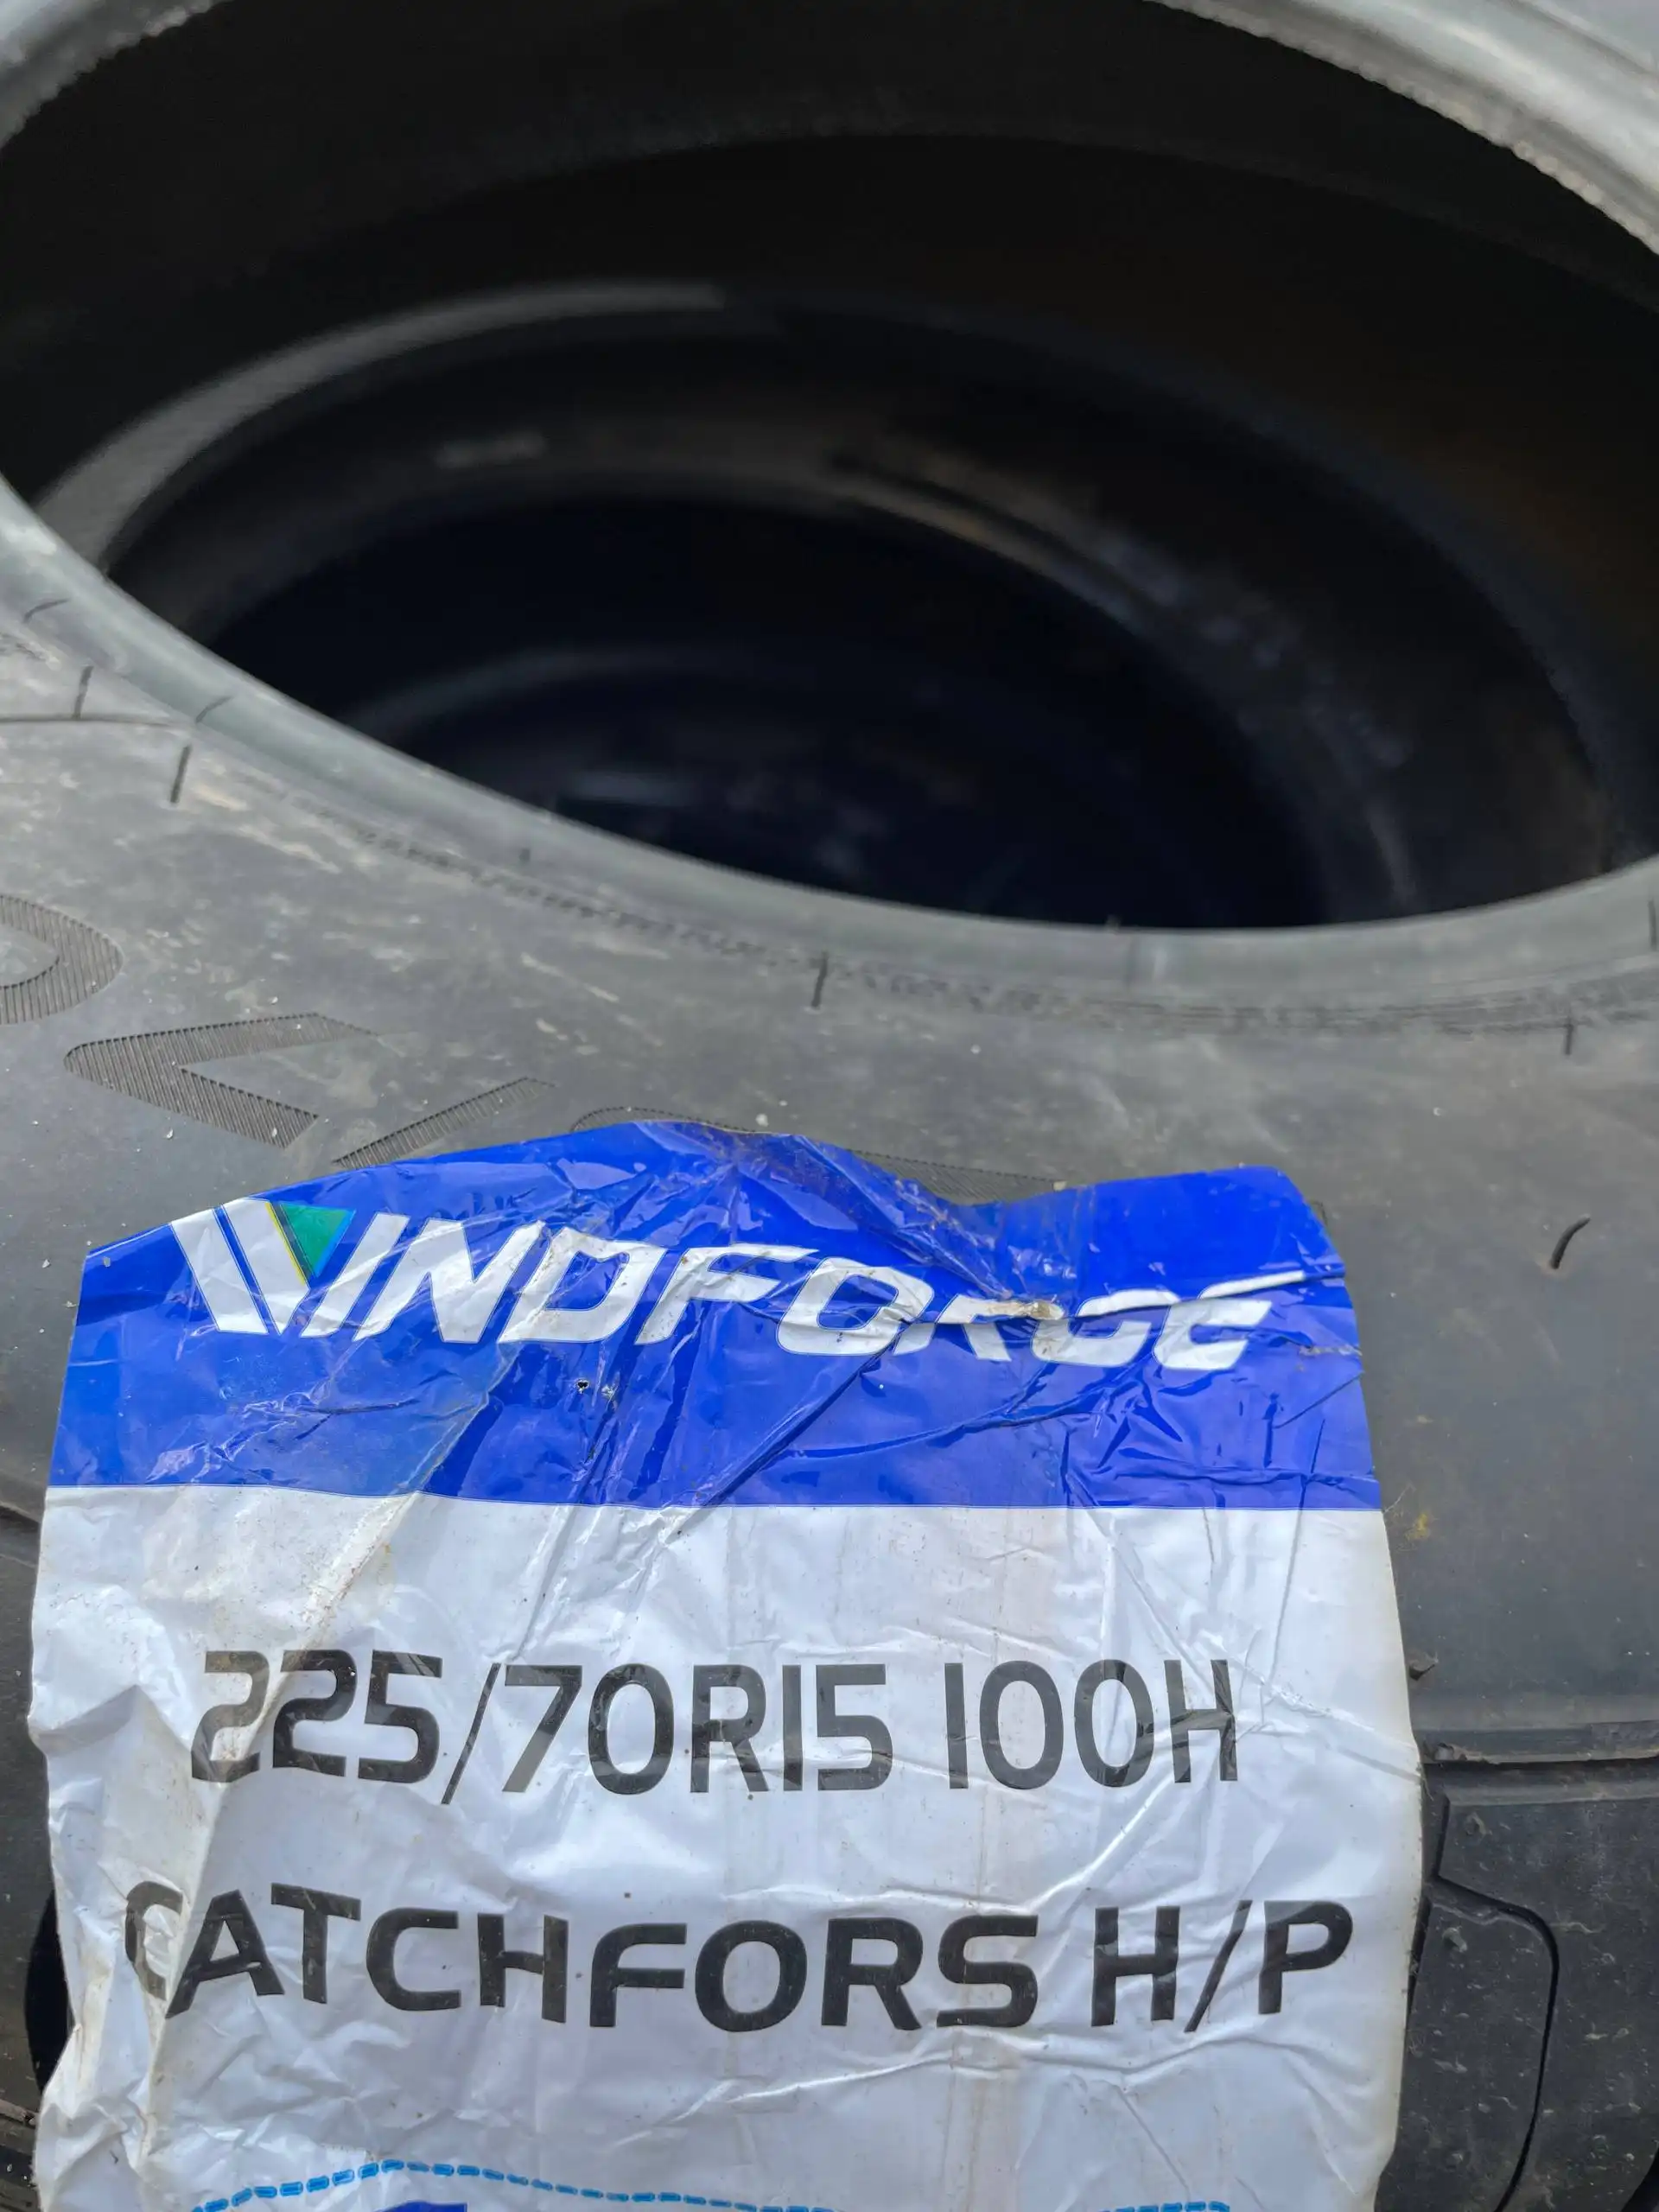 WINDFORCE
225/70R15 100H
CATCHFORS H/P